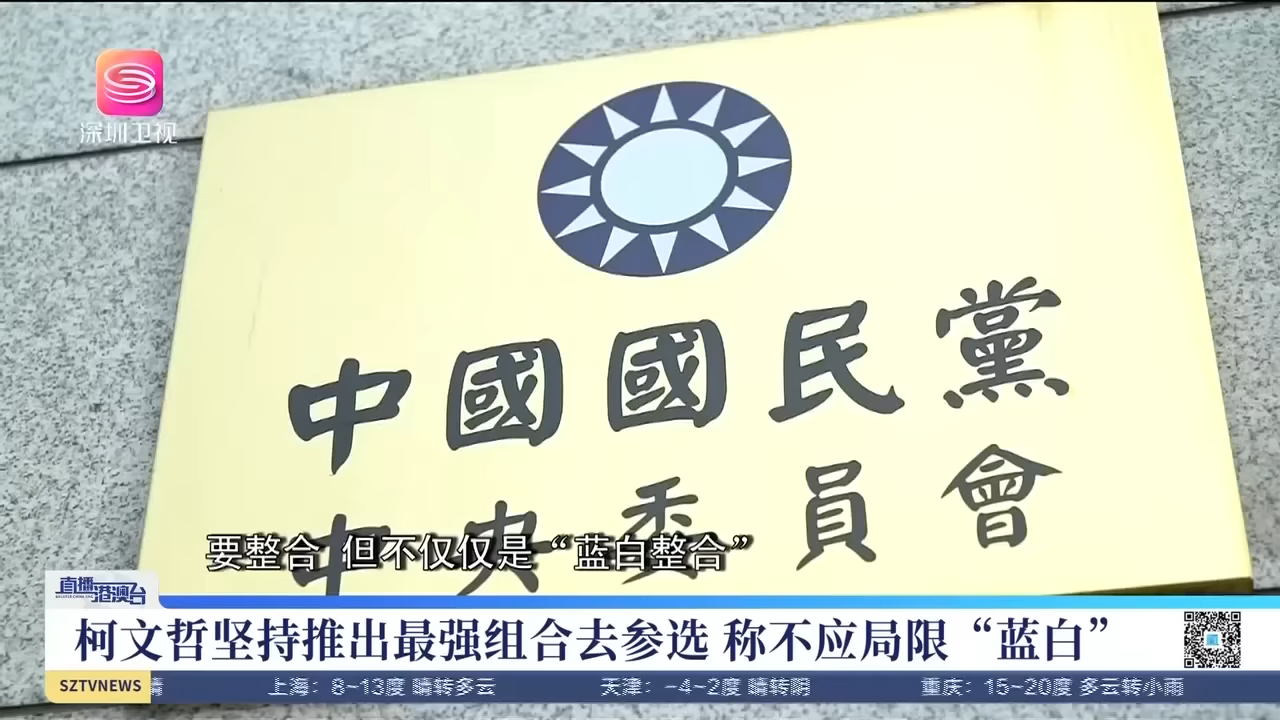 深圳卫视
中國國民黨
中央委員會
要整合 但不仅仅是“蓝白整合”
直播港澳台
柯文哲坚持推出最强组合去参选 称不应局限“蓝白”
SZTVNEWS
晴 上海：8~13度 晴转多云 天津：-4~2度 晴转阴 重庆：15~20度 多云转小雨